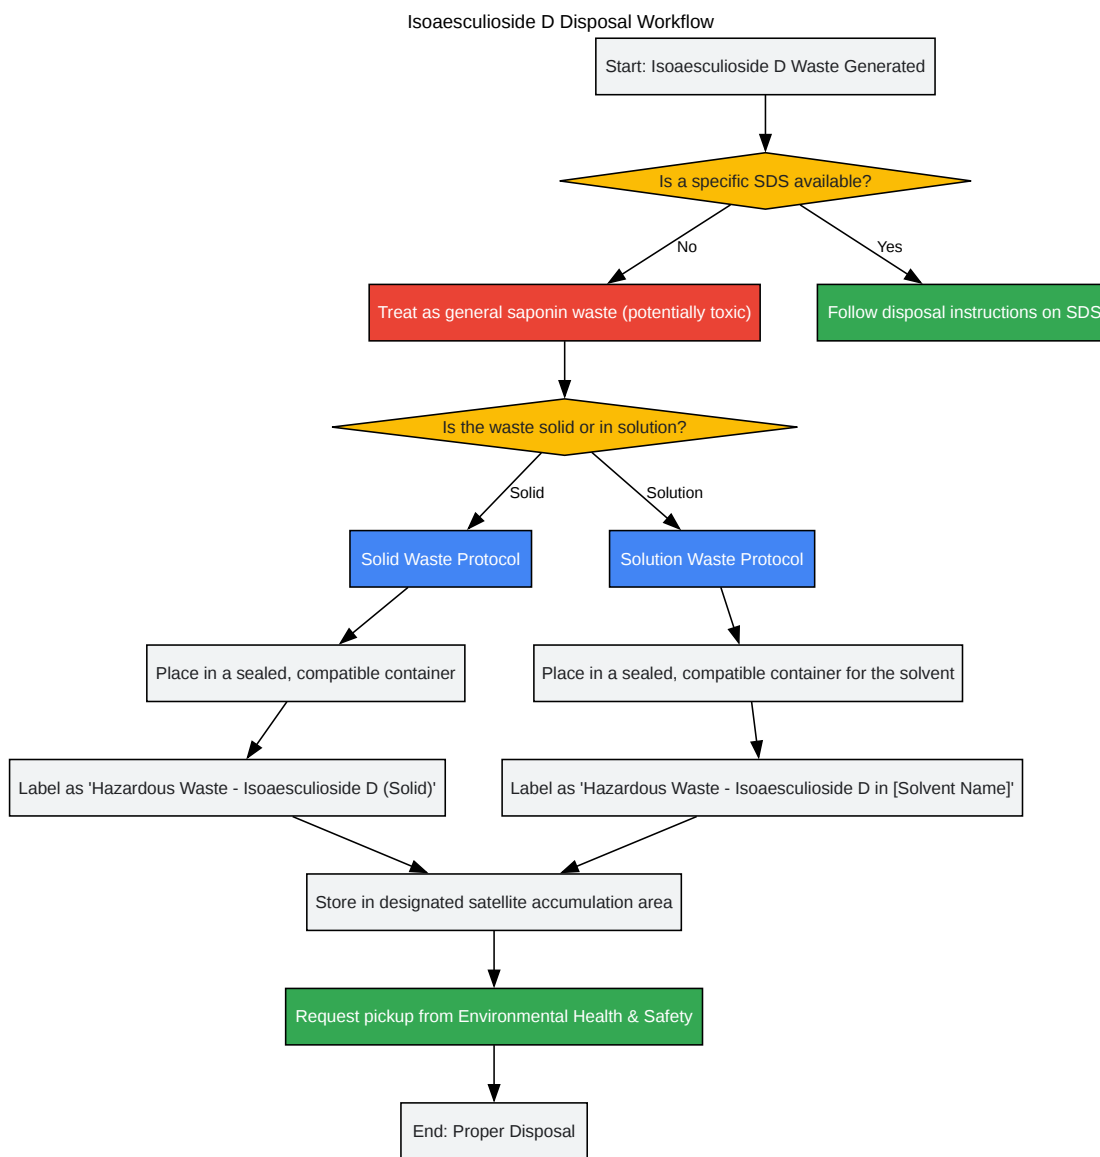 Isoaesculioside D Disposal Workflow
Start: Isoaesculioside D Waste Generated
Is a specific SDS available?
No
Yes
Treat as general saponin waste (potentially toxic)
Follow disposal instructions on SDS
Is the waste solid or in solution?
Solid
Solution
Solid Waste Protocol
Solution Waste Protocol
Place in a sealed, compatible container
Place in a sealed, compatible container for the solvent
Label as 'Hazardous Waste - Isoaesculioside D (Solid)'
Label as 'Hazardous Waste - Isoaesculioside D in [Solvent Name]'
Store in designated satellite accumulation area
Request pickup from Environmental Health & Safety
End: Proper Disposal